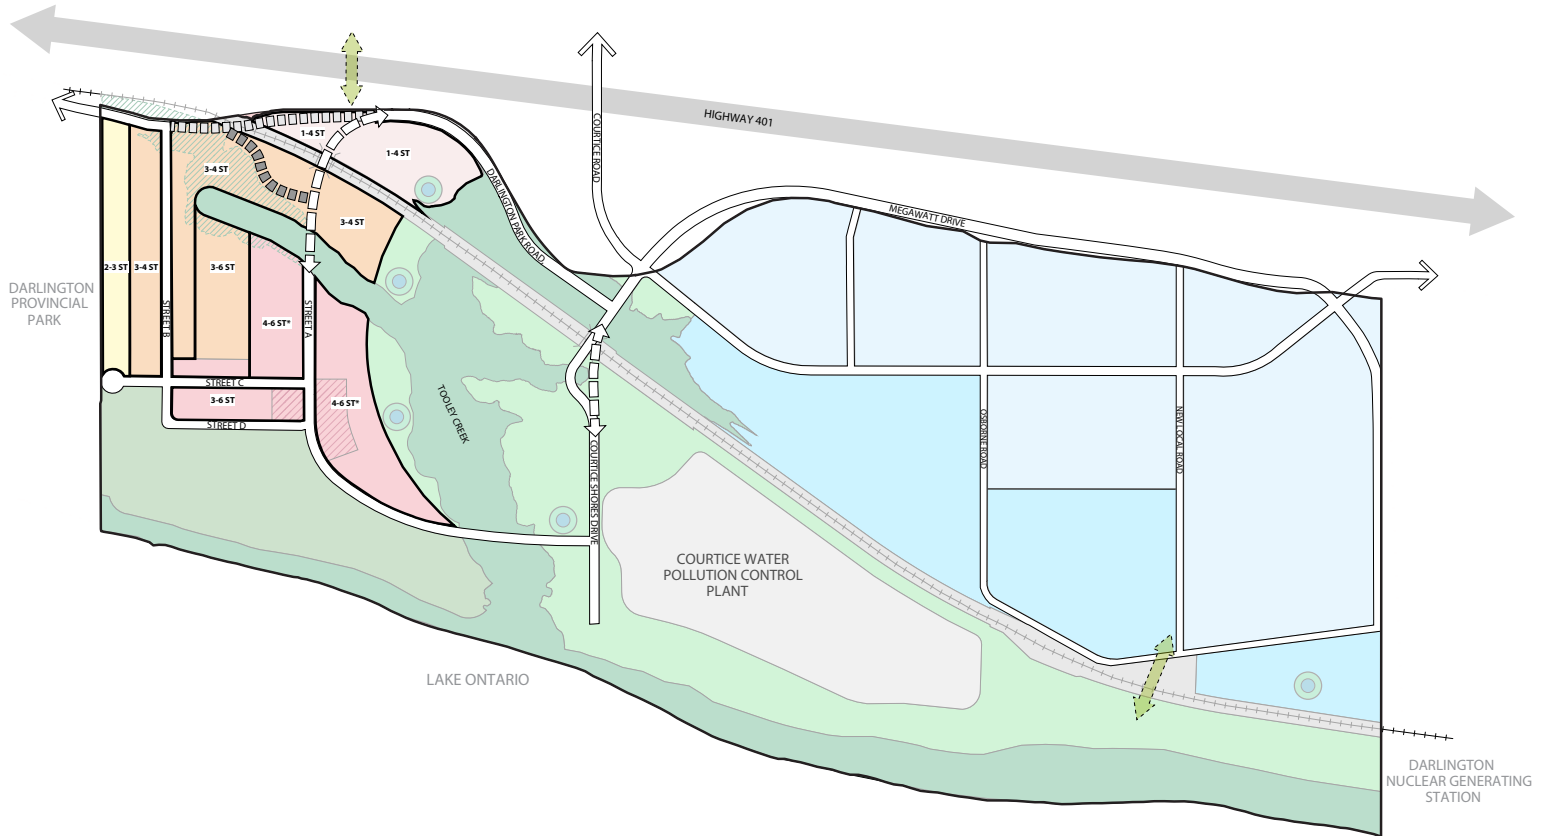 HIGHWAY 401
COURTICE ROAD
1-4 ST
1-4 ST
3-4 ST
DARLINGTON PARK ROAD
MEGAWATT DRIVE
3-4 ST
2-3 ST
3-4 ST
3-6 ST
DARLINGTON
PROVINCIAL
PARK
STREET B
STREET A
4-6 ST*
STREET C
3-6 ST
4-6 ST*
STREET D
TOOLEY CREEK
COURTICE SHORES DRIVE
OSBORNE ROAD
NEW LOCAL ROAD
COURTICE WATER
POLLUTION CONTROL
PLANT
LAKE ONTARIO
DARLINGTON
NUCLEAR GENERATING
STATION